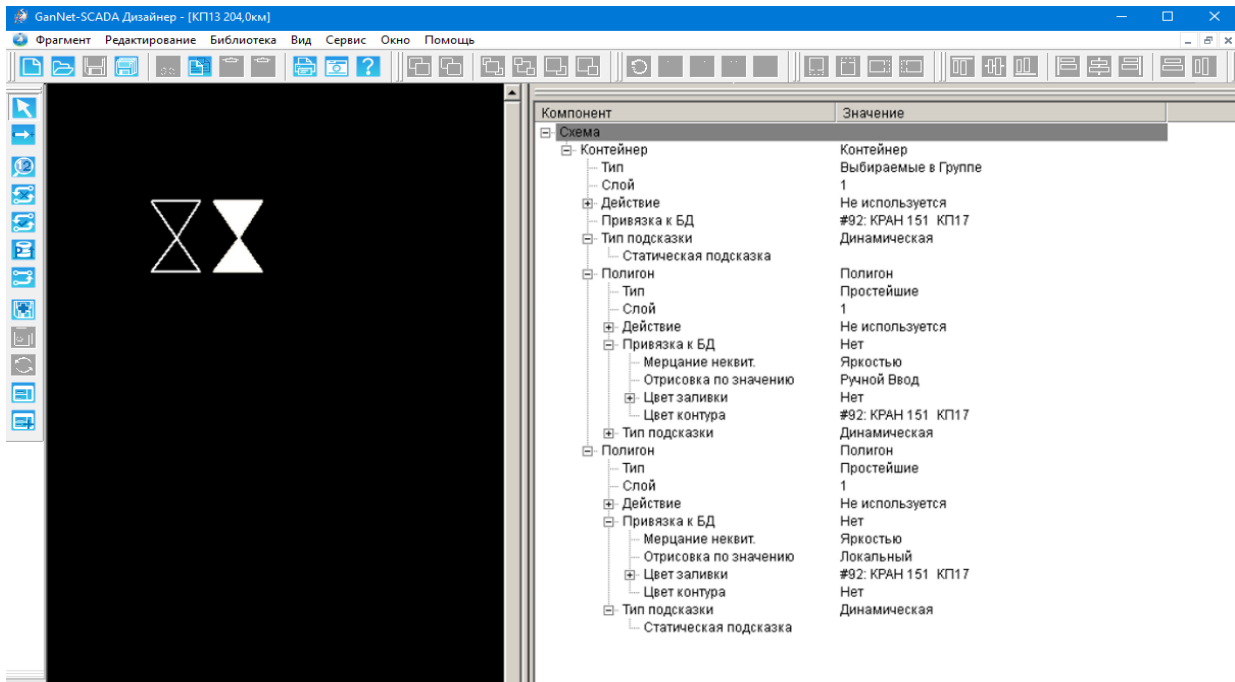 GanNet-SCADA Дизайнер - [КП13 204,0км]
Фрагмент Редактирование Библиотека Вид Сервис Окно Помощь
Компонент Значение
Схема
Контейнер Контейнер
Тип Выбираемые в Группе
Слой 1
Действие Не используется
Привязка к БД #92: КРАН 151 КП17
Тип подсказки Динамическая
Статическая подсказка
Полигон Полигон
Тип Простейшие
Слой 1
Действие Не используется
Привязка к БД Нет
Мерцание неквит. Яркостью
Отрисовка по значению Ручной Ввод
Цвет заливки Нет
Цвет контура #92: КРАН 151 КП17
Тип подсказки Динамическая
Полигон Полигон
Тип Простейшие
Слой 1
Действие Не используется
Привязка к БД Нет
Мерцание неквит. Яркостью
Отрисовка по значению Локальный
Цвет заливки #92: КРАН 151 КП17
Цвет контура Нет
Тип подсказки Динамическая
Статическая подсказка